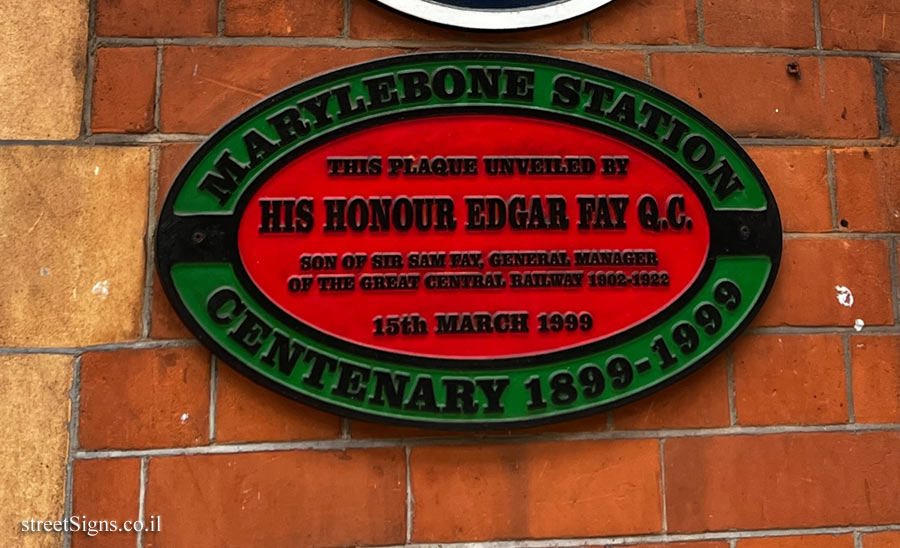 MARYLEBONE STATION
THIS PLAQUE UNVEILED BY
HIS HONOUR EDGAR FAY Q.C.
SON OF SIR SAM FAY, GENERAL MANAGER
OF THE GREAT CENTRAL RAILWAY 1902-1922
15th MARCH 1999
CENTENARY 1899-1999
streetSigns.co.il